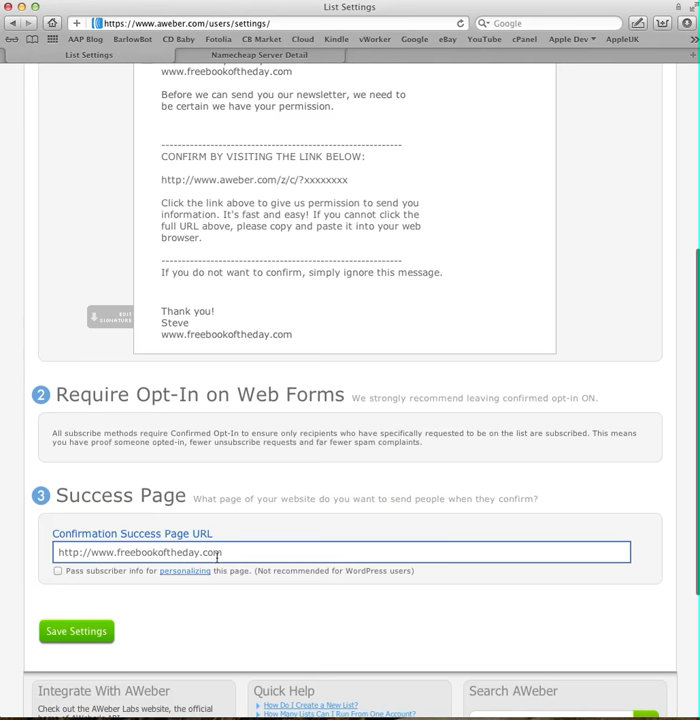 List Settings
https://www.aweber.com/users/settings/
Google
AAP Blog BarlowBot CD Baby Fotolia CB Market Cloud Kindle vWorker Google eBay YouTube cPanel Apple Dev AppleUK
List Settings Namecheap Server Detail
www.freebookoftheday.com
Before we can send you our newsletter, we need to
be certain we have your permission.
------------------------------------------------------------
CONFIRM BY VISITING THE LINK BELOW:
http://www.aweber.com/z/c/?xxxxxxxx
Click the link above to give us permission to send you
information. It's fast and easy! If you cannot click the
full URL above, please copy and paste it into your web
browser.
------------------------------------------------------------
If you do not want to confirm, simply ignore this message.
EDIT
SIGNATURE
Thank you!
Steve
www.freebookoftheday.com
2 Require Opt-In on Web Forms We strongly recommend leaving confirmed opt-in ON.
All subscribe methods require Confirmed Opt-In to ensure only recipients who have specifically requested to be on the list are subscribed. This means
you have proof someone opted-in, fewer unsubscribe requests and far fewer spam complaints.
3 Success Page What page of your website do you want to send people when they confirm?
Confirmation Success Page URL
http://www.freebookoftheday.com
Pass subscriber info for personalizing this page. (Not recommended for WordPress users)
Save Settings
Integrate With AWeber Quick Help Search AWeber
Check out the AWeber Labs website, the official
How Do I Create a New List?
How Many Lists Can I Run From One Account?